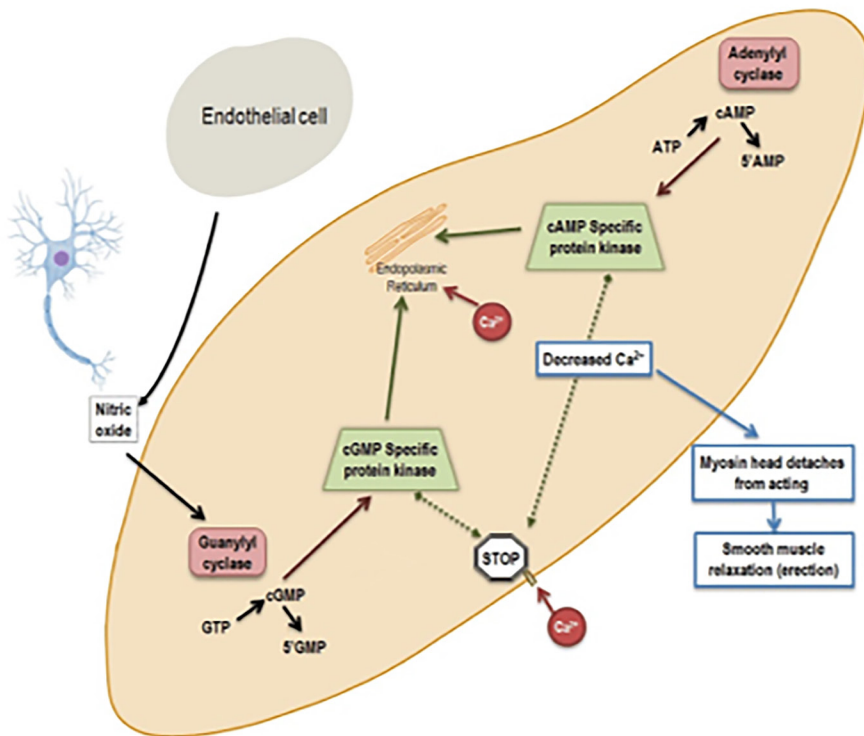 Adenylyl
cyclase
cAMP
ATP
5'AMP
Endothelial cell
cAMP Specific
protein kinase
Endopolasmic
Reticulum
Ca²⁺
Decreased Ca²⁺
Nitric
oxide
cGMP Specific
protein kinase
Myosin head detaches
from acting
Guanylyl
cyclase
STOP
Smooth muscle
relaxation (erection)
cGMP
GTP
5'GMP
Ca²⁺